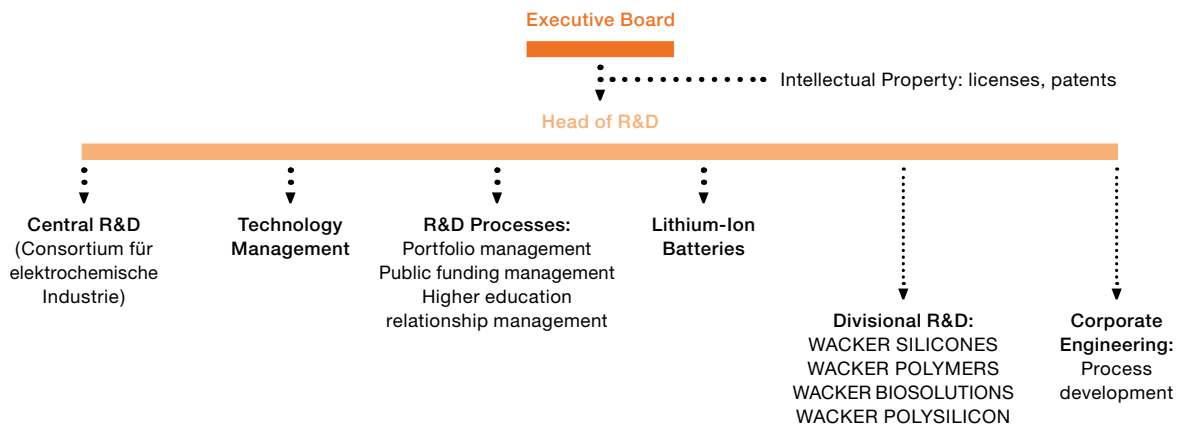 Executive Board
Intellectual Property: licenses, patents
Head of R&D
Central R&D
(Consortium für
elektrochemische
Industrie)
Technology
Management
R&D Processes:
Portfolio management
Public funding management
Higher education
relationship management
Lithium-Ion
Batteries
Divisional R&D:
WACKER SILICONES
WACKER POLYMERS
WACKER BIOSOLUTIONS
WACKER POLYSILICON
Corporate
Engineering:
Process
development